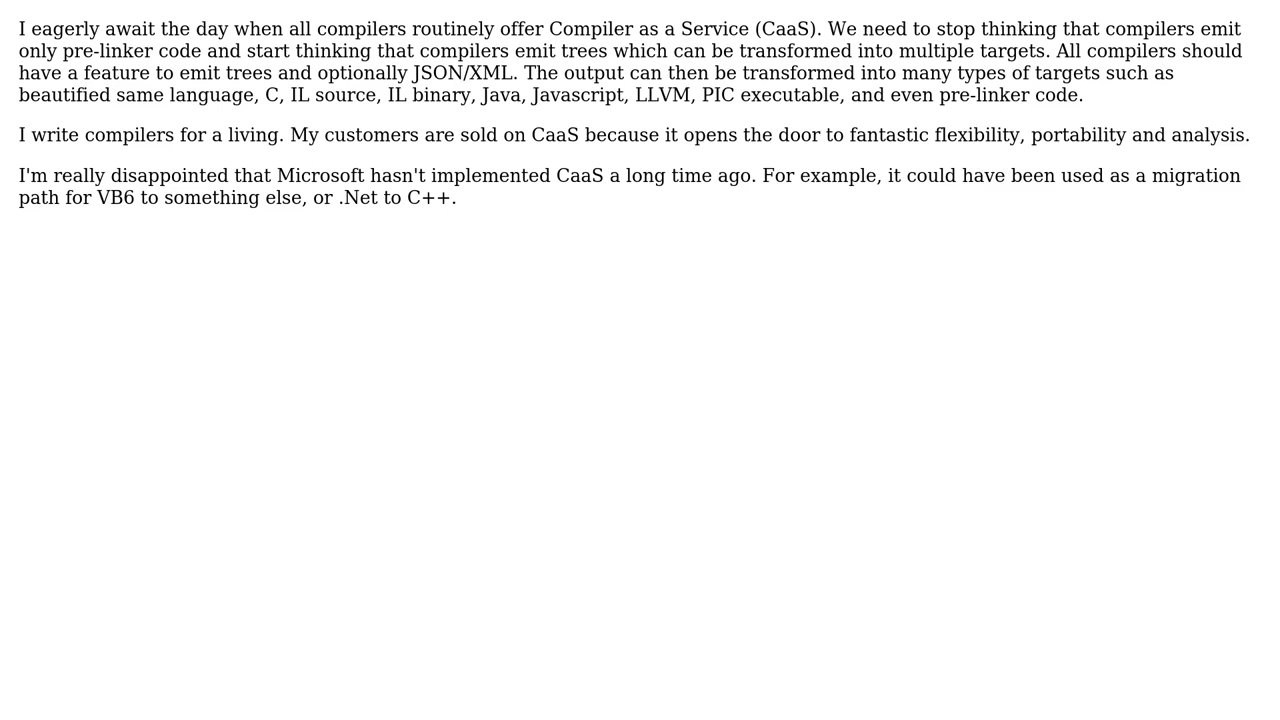 I eagerly await the day when all compilers routinely offer Compiler as a Service (CaaS). We need to stop thinking that compilers emit
only pre-linker code and start thinking that compilers emit trees which can be transformed into multiple targets. All compilers should
have a feature to emit trees and optionally JSON/XML. The output can then be transformed into many types of targets such as
beautified same language, C, IL source, IL binary, Java, Javascript, LLVM, PIC executable, and even pre-linker code.
I write compilers for a living. My customers are sold on CaaS because it opens the door to fantastic flexibility, portability and analysis.
I'm really disappointed that Microsoft hasn't implemented CaaS a long time ago. For example, it could have been used as a migration
path for VB6 to something else, or .Net to C++.